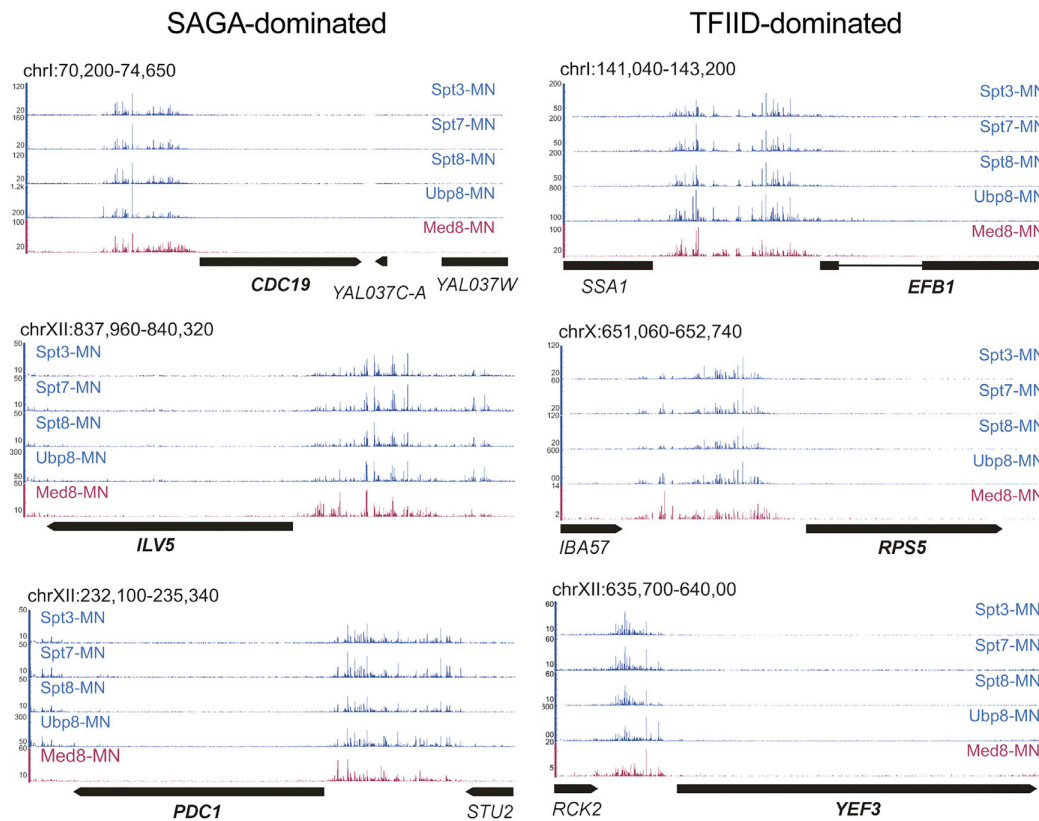 SAGA-dominated
chrI:70,200-74,650
120
Spt3-MN
20
160
Spt7-MN
20
120
Spt8-MN
20
1.2k
Ubp8-MN
200
100
Med8-MN
20
CDC19
YAL037C-A
YAL037W
chrXII:837,960-840,320
50
Spt3-MN
10
50
Spt7-MN
10
50
Spt8-MN
10
300
Ubp8-MN
50
50
Med8-MN
10
ILV5
chrXII:232,100-235,340
50
Spt3-MN
10
50
Spt7-MN
10
50
Spt8-MN
10
300
Ubp8-MN
50
60
Med8-MN
10
PDC1
STU2
TFIID-dominated
chrI:141,040-143,200
200
Spt3-MN
50
200
Spt7-MN
50
200
Spt8-MN
50
800
Ubp8-MN
100
100
Med8-MN
20
SSA1
EFB1
chrX:651,060-652,740
120
Spt3-MN
20
60
Spt7-MN
20
120
Spt8-MN
20
600
Ubp8-MN
00
14
Med8-MN
2
IBA57
RPS5
chrXII:635,700-640,00
60
Spt3-MN
10
60
Spt7-MN
10
60
Spt8-MN
10
300
Ubp8-MN
00
20
Med8-MN
5
RCK2
YEF3